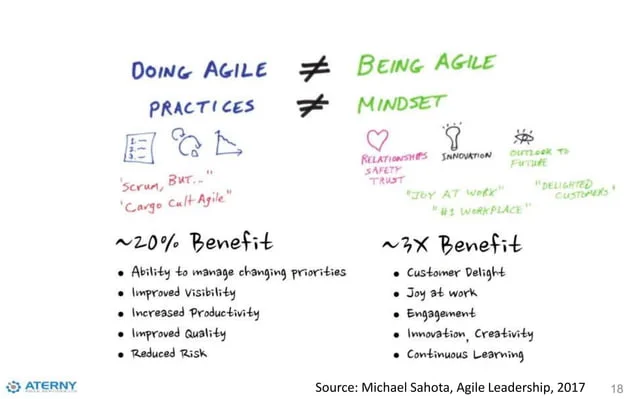 DOING AGILE ≠ BEING AGILE
PRACTICES ≠ MINDSET
1. —
2. —
3. —
RELATIONSHIPS
SAFETY
TRUST
INNOVATION
OUTLOOK TO
FUTURE
"SCRUM, BUT..."
"CARGO CULT AGILE"
"JOY AT WORK"
"DELIGHTED
CUSTOMERS"
"#1 WORKPLACE"
~20% Benefit
• Ability to manage changing priorities
• Improved Visibility
• Increased Productivity
• Improved Quality
• Reduced Risk
~3X Benefit
• Customer Delight
• Joy at work
• Engagement
• Innovation, Creativity
• Continuous Learning
ATERNY
Source: Michael Sahota, Agile Leadership, 2017
18